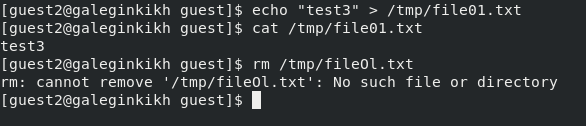 [guest2@galeginkikh guest]$ echo "test3" > /tmp/file01.txt
[guest2@galeginkikh guest]$ cat /tmp/file01.txt
test3
[guest2@galeginkikh guest]$ rm /tmp/fileOl.txt
rm: cannot remove '/tmp/fileOl.txt': No such file or directory
[guest2@galeginkikh guest]$